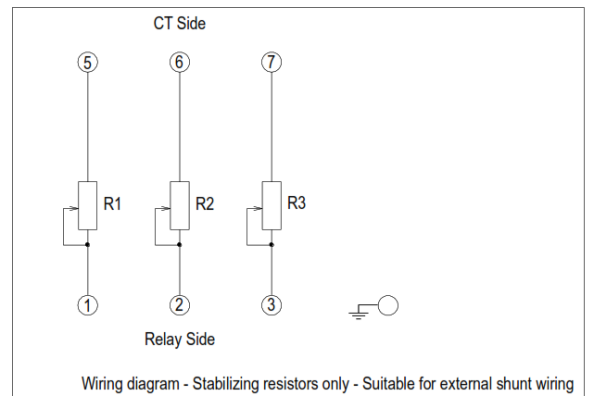 CT Side
5 6 7
R1 R2 R3
1 2 3
Relay Side
Wiring diagram - Stabilizing resistors only - Suitable for external shunt wiring